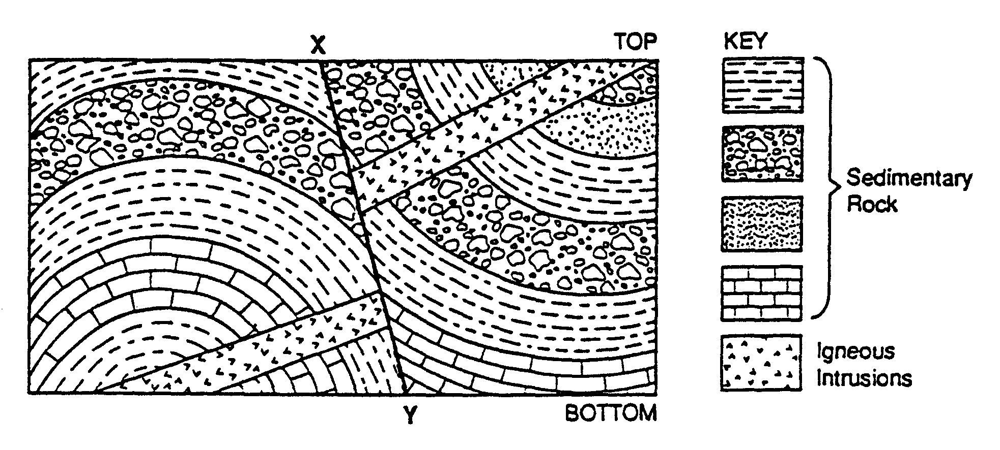 X
TOP
KEY
Sedimentary
Rock
Igneous
Intrusions
Y
BOTTOM